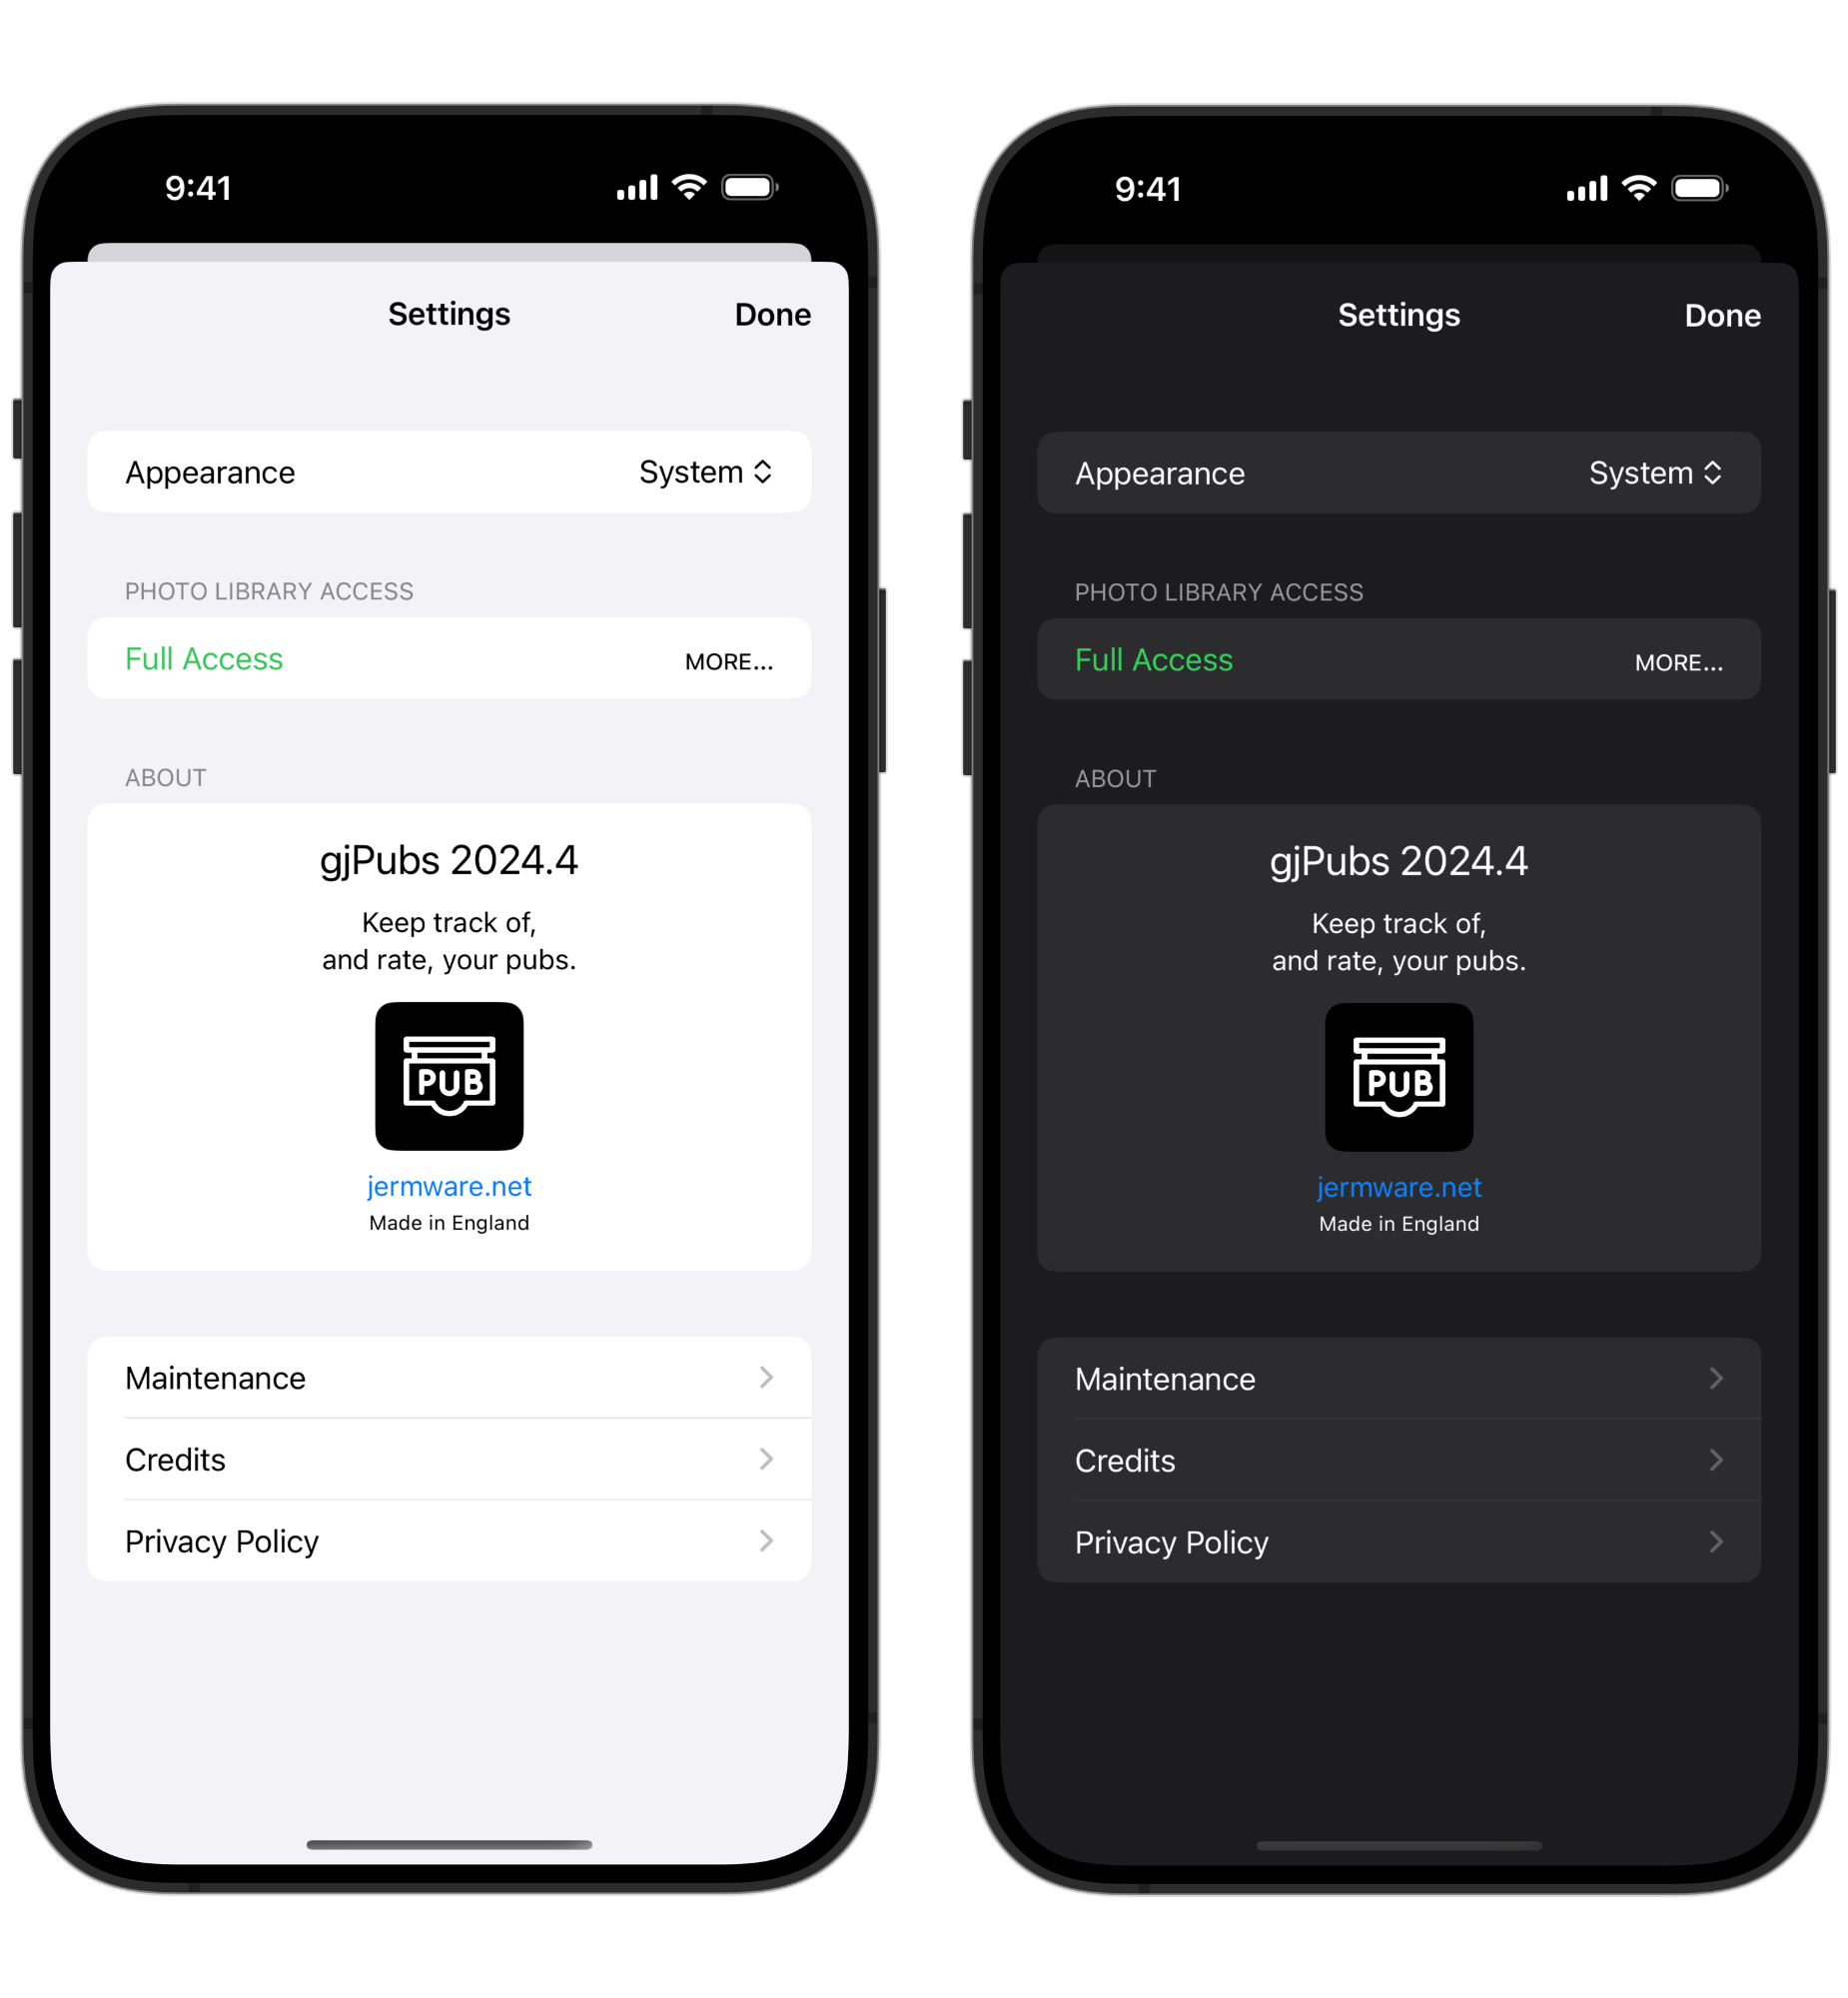 9:41
Settings
Done
Appearance
System
PHOTO LIBRARY ACCESS
Full Access
MORE...
ABOUT
gjPubs 2024.4
Keep track of,
and rate, your pubs.
PUB
jermware.net
Made in England
Maintenance
Credits
Privacy Policy
9:41
Settings
Done
Appearance
System
PHOTO LIBRARY ACCESS
Full Access
MORE...
ABOUT
gjPubs 2024.4
Keep track of,
and rate, your pubs.
PUB
jermware.net
Made in England
Maintenance
Credits
Privacy Policy